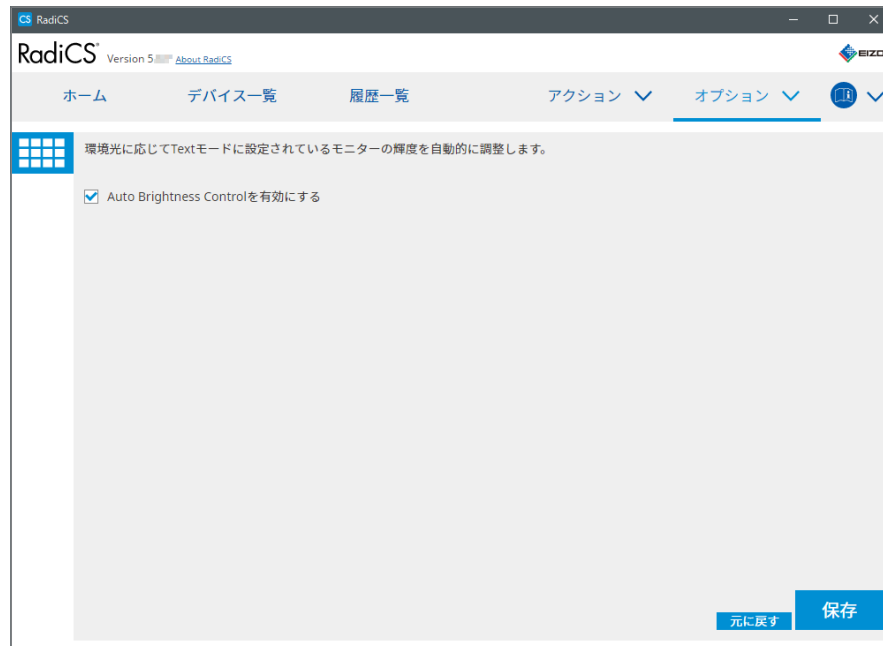 CS RadiCS
RadiCS® Version 5. About RadiCS
EIZO
ホーム デバイス一覧 履歴一覧 アクション オプション
環境光に応じてTextモードに設定されているモニターの輝度を自動的に調整します。
Auto Brightness Controlを有効にする
元に戻す 保存